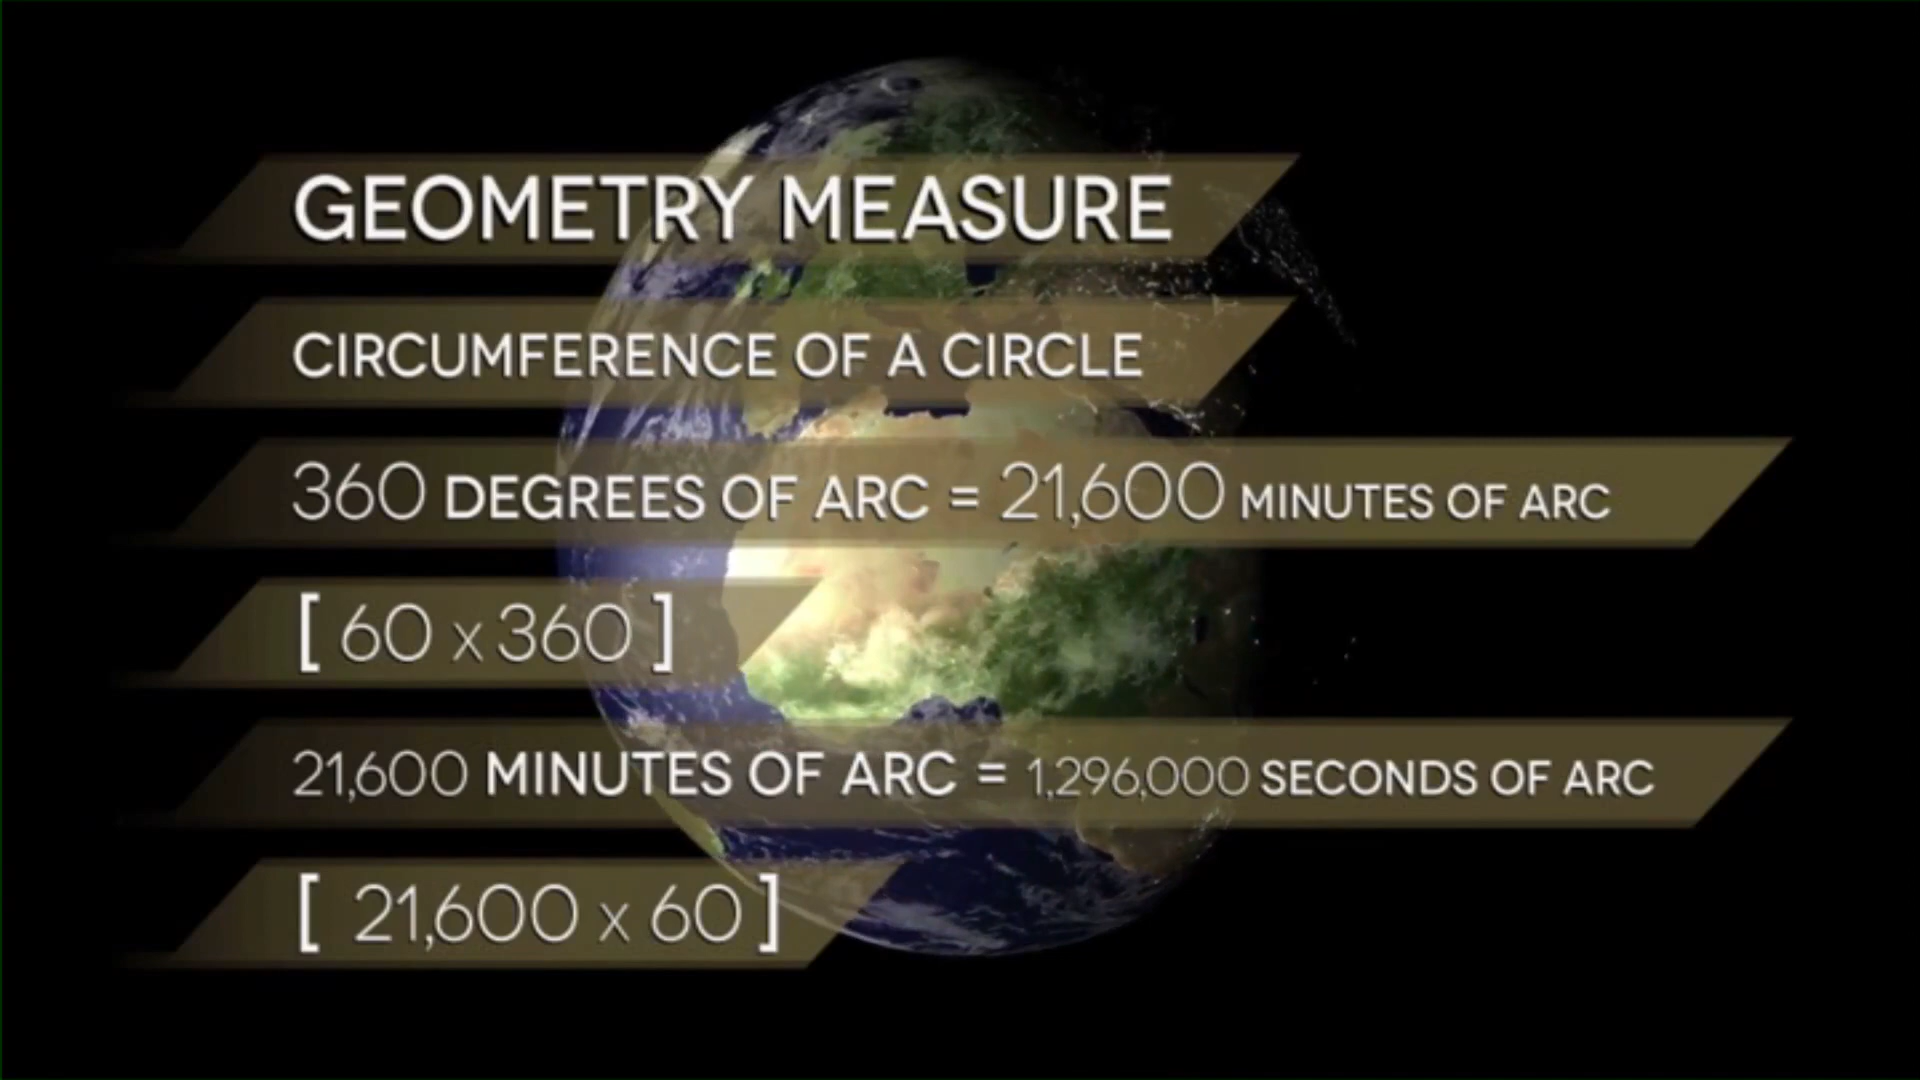 GEOMETRY MEASURE
CIRCUMFERENCE OF A CIRCLE
360 DEGREES OF ARC = 21,600 MINUTES OF ARC
[ 60 x 360 ]
21,600 MINUTES OF ARC = 1,296,000 SECONDS OF ARC
[ 21,600 x 60 ]